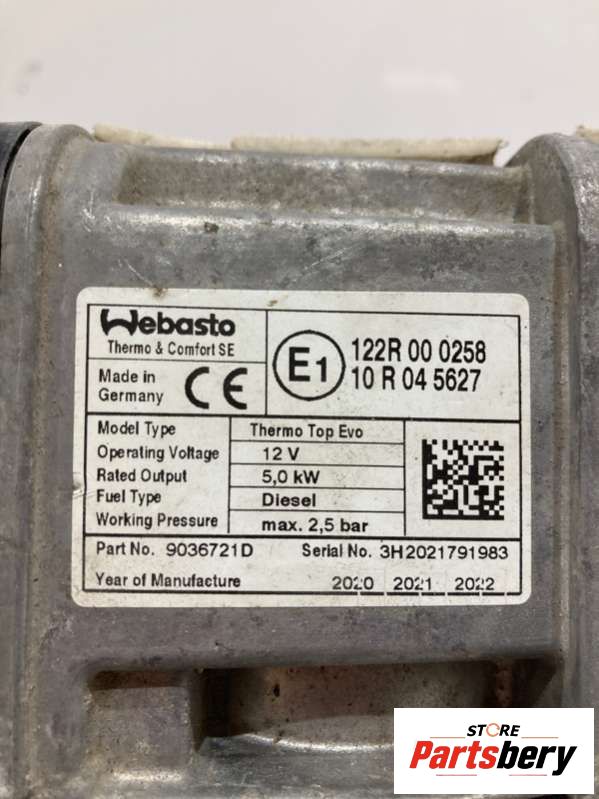 Webasto
Thermo & Comfort SE
Made in
Germany
CE
E1
122R 00 0258
10 R 04 5627
Model Type Thermo Top Evo
Operating Voltage 12 V
Rated Output 5,0 kW
Fuel Type Diesel
Working Pressure max. 2,5 bar
Part No. 9036721D Serial No. 3H2021791983
Year of Manufacture 2020 2021 2022
STORE
Partsbery